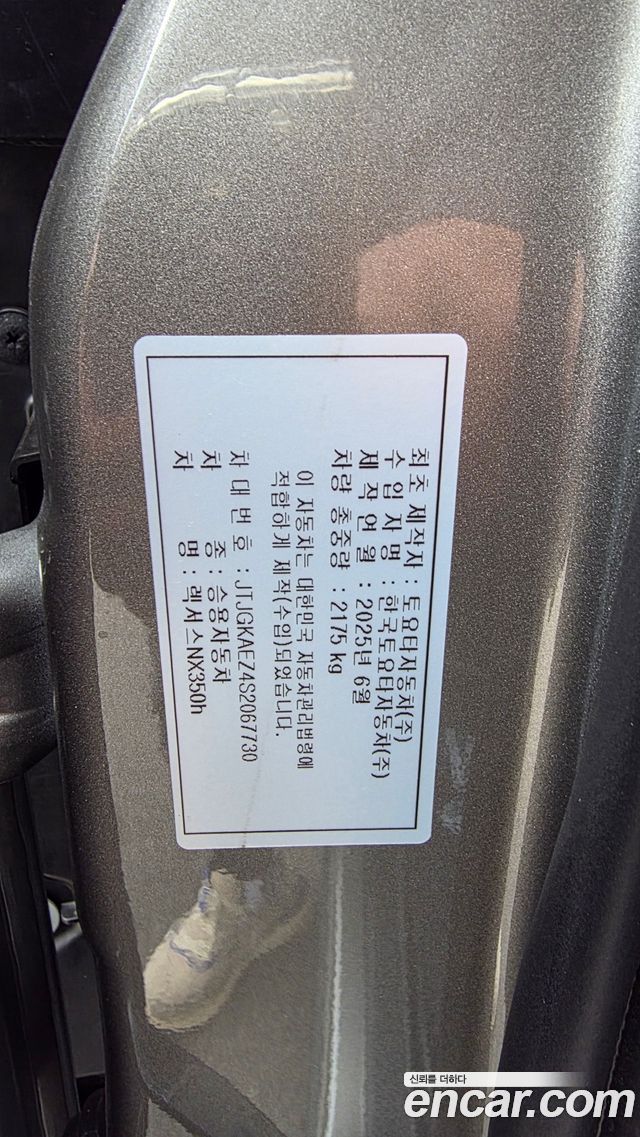 최초 제작사 : 토요타자동차(주)
수 입 자 명 : 한국토요타자동차(주)
제 작 연 월 : 2025년 6월
차량 총중량 : 2175 kg
이 자동차는 대한민국 자동차관리법령에
적합하게 제작(수입)되었습니다.
차 대 번 호 : JTJGKAEZ4S2067730
차 종 : 승용자동차
차 명 : 렉서스NX350h
신뢰를 더하다
encar.com